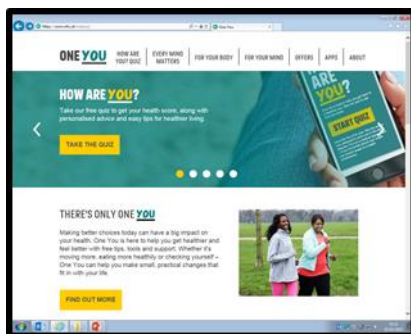 ONE YOU
HOW ARE YOU? QUIZ
EVERY MIND MATTERS
FOR YOUR BODY
FOR YOUR MIND
OFFERS
APPS
ABOUT
HOW ARE YOU?
Take our free quiz to get your health score, along with
personalised advice and easy tips for healthier living.
TAKE THE QUIZ
ARE
YOU?
START QUIZ
THERE'S ONLY ONE YOU
Making better choices today can have a big impact on
your health. One You is here to help you get healthier and
feel better with free tips, tools and support. Whether it's
moving more, eating more healthily or checking yourself –
One You can help you make small, practical changes that
fit in with your life.
FIND OUT MORE